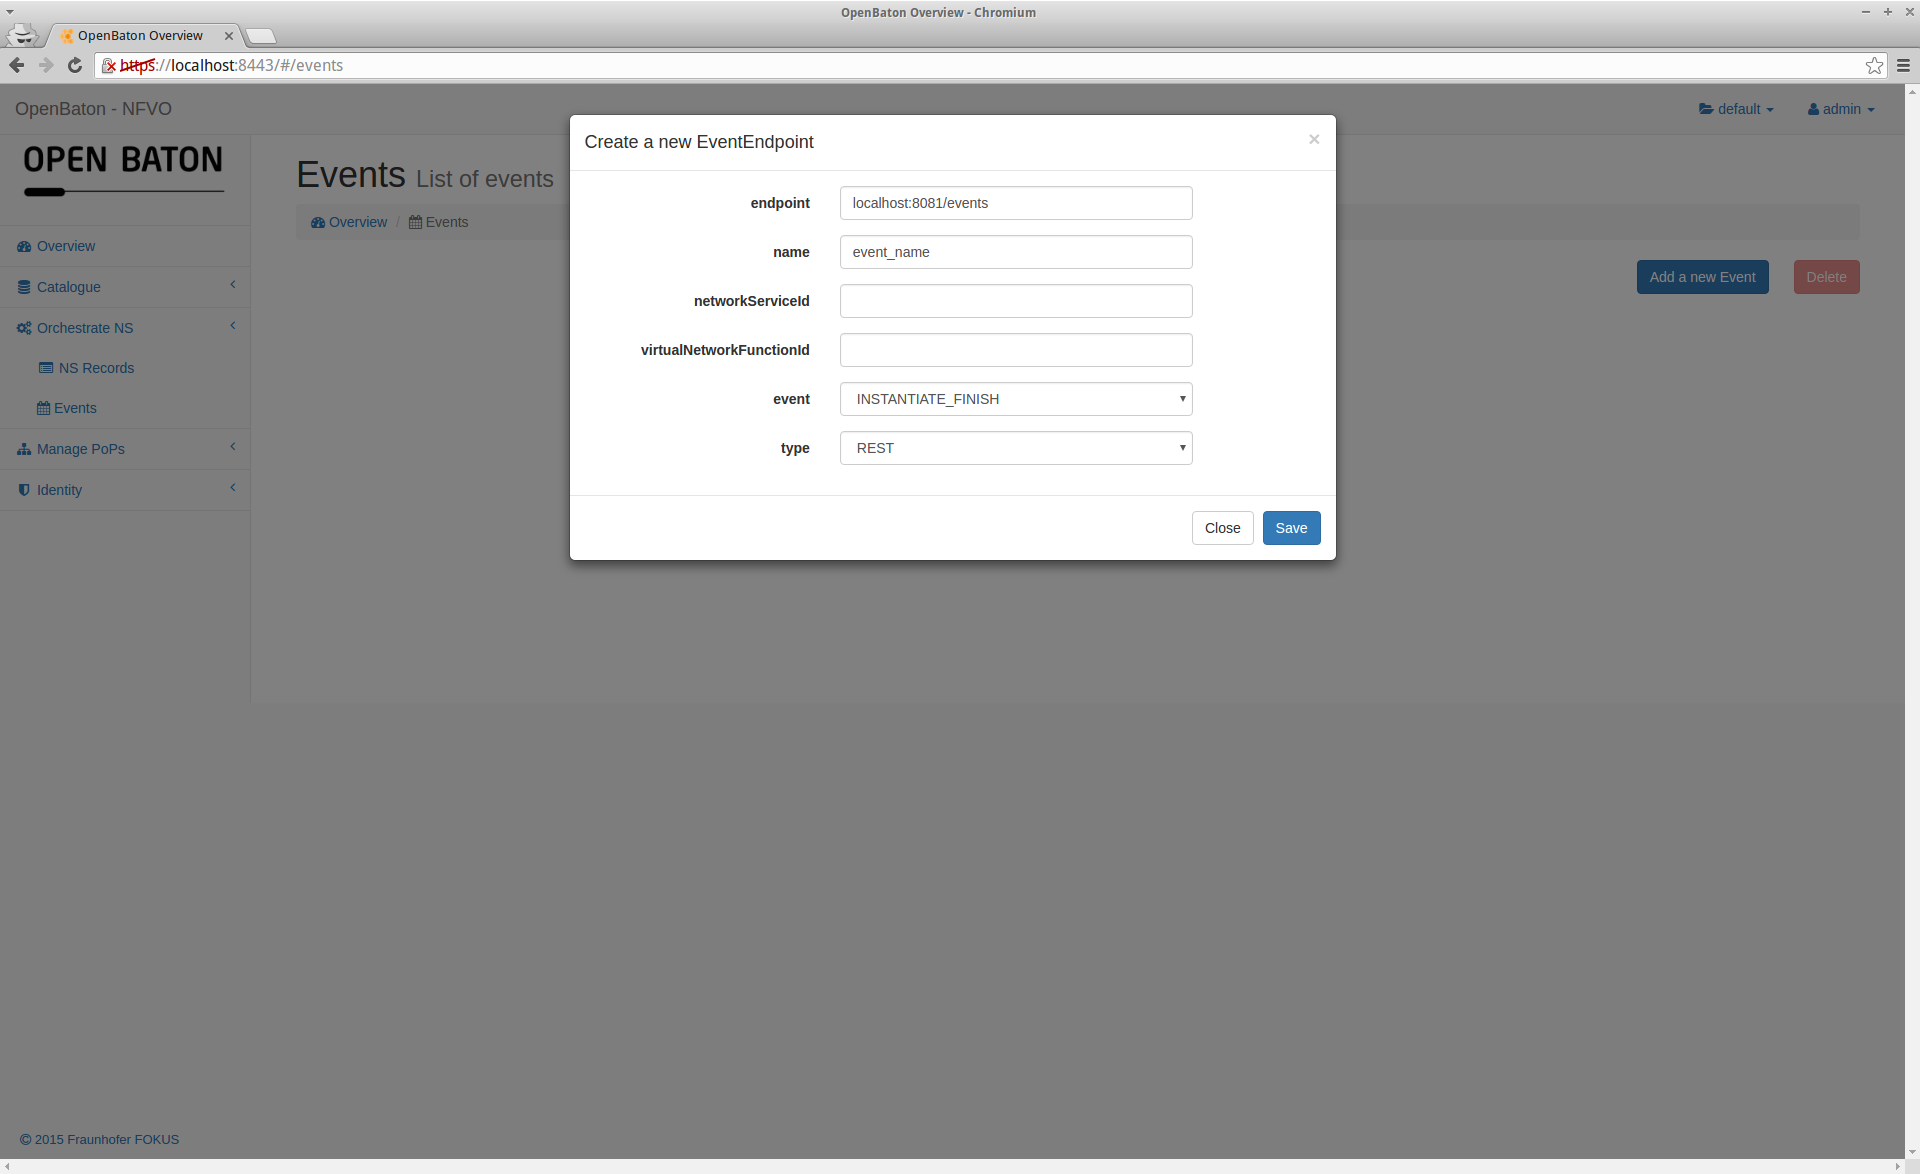 OpenBaton Overview - Chromium
OpenBaton Overview
https://localhost:8443/#/events
OpenBaton - NFVO
default
admin
OPEN BATON
Overview
Catalogue
Orchestrate NS
NS Records
Events
Manage PoPs
Identity
Events List of events
Overview / Events
Add a new Event
Delete
Create a new EventEndpoint
×
endpoint localhost:8081/events
name event_name
networkServiceId
virtualNetworkFunctionId
event INSTANTIATE_FINISH
type REST
Close Save
© 2015 Fraunhofer FOKUS